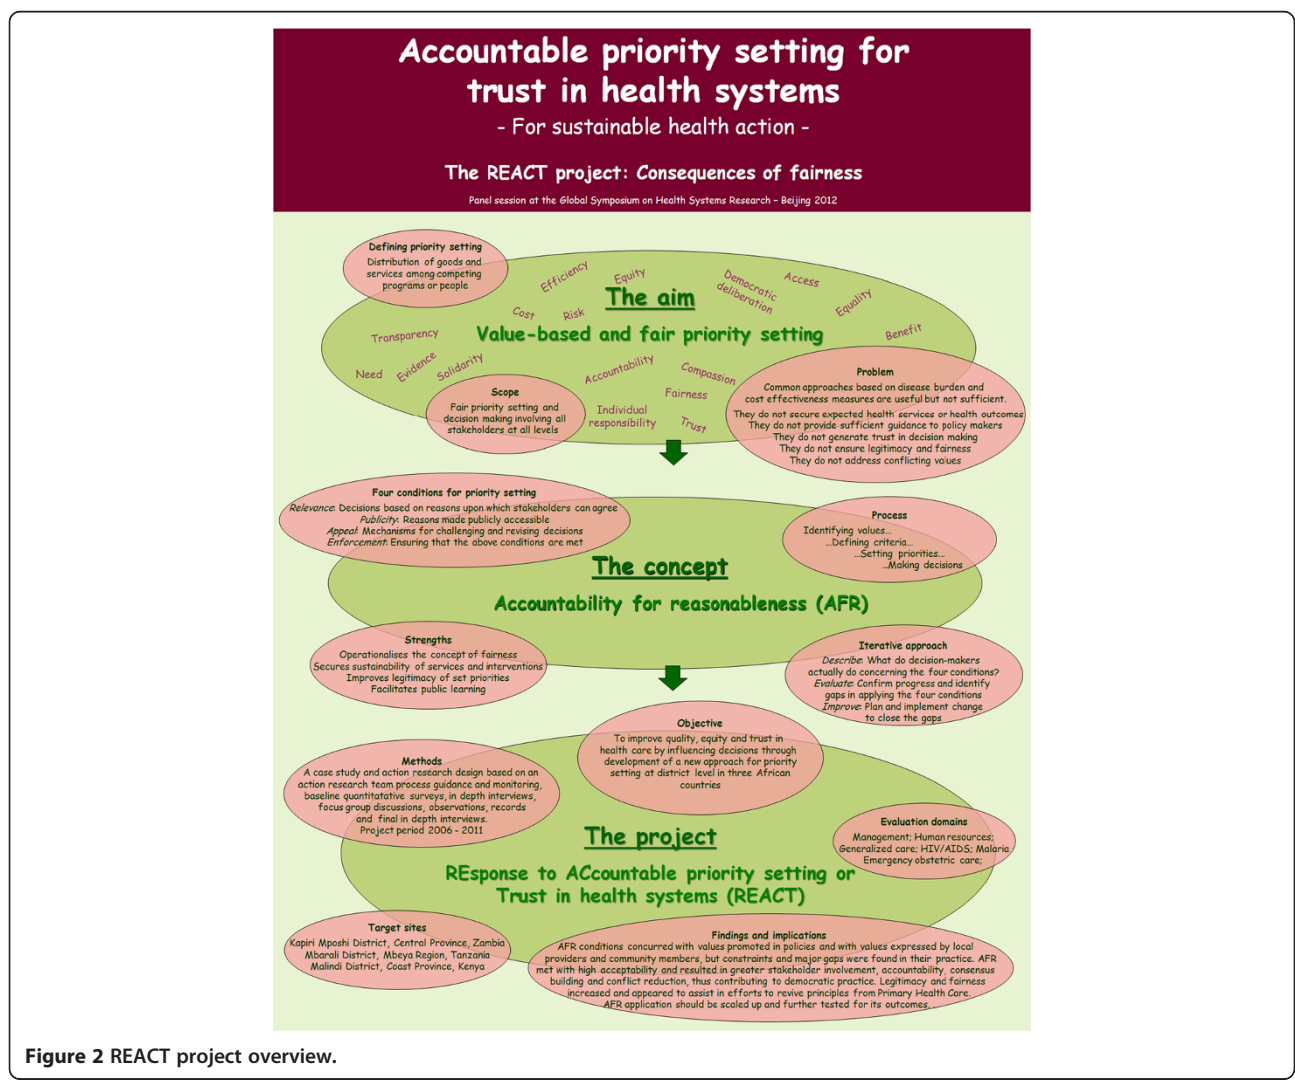 Accountable priority setting for
trust in health systems
- For sustainable health action -
The REACT project: Consequences of fairness
Panel session at the Global Symposium on Health Systems Research – Beijing 2012
Defining priority setting
Distribution of goods and
services among competing
programs or people
Efficiency
Equity
Democratic
deliberation
Access
Equality
The aim
Cost
Risk
Benefit
Transparency
Value-based and fair priority setting
Need
Evidence
Solidarity
Accountability
Compassion
Fairness
Individual
responsibility
Trust
Scope
Fair priority setting and
decision making involving all
stakeholders at all levels
Problem
Common approaches based on disease burden and
cost effectiveness measures are useful but not sufficient.
They do not secure expected health services or health outcomes
They do not provide sufficient guidance to policy makers
They do not generate trust in decision making
They do not ensure legitimacy and fairness
They do not address conflicting values
Four conditions for priority setting
Relevance: Decisions based on reasons upon which stakeholders can agree
Publicity: Reasons made publicly accessible
Appeal: Mechanisms for challenging and revising decisions
Enforcement: Ensuring that the above conditions are met
Process
Identifying values...
...Defining criteria...
...Setting priorities...
...Making decisions
The concept
Accountability for reasonableness (AFR)
Strengths
Operationalises the concept of fairness
Secures sustainability of services and interventions
Improves legitimacy of set priorities
Facilitates public learning
Iterative approach
Describe: What do decision-makers
actually do concerning the four conditions?
Evaluate: Confirm progress and identify
gaps in applying the four conditions
Improve: Plan and implement change
to close the gaps
Objective
To improve quality, equity and trust in
health care by influencing decisions through
development of a new approach for priority
setting at district level in three African
countries
Methods
A case study and action research design based on an
action research team process guidance and monitoring,
baseline quantitatative surveys, in depth interviews,
focus group discussions, observations, records
and final in depth interviews.
Project period 2006 - 2011
Evaluation domains
Management; Human resources;
Generalized care; HIV/AIDS; Malaria
Emergency obstetric care;
The project
REsponse to ACcountable priority setting or
Trust in health systems (REACT)
Target sites
Kapiri Mposhi District, Central Province, Zambia
Mbarali District, Mbeya Region, Tanzania
Malindi District, Coast Province, Kenya
Findings and implications
AFR conditions concurred with values promoted in policies and with values expressed by local
providers and community members, but constraints and major gaps were found in their practice. AFR
met with high acceptability and resulted in greater stakeholder involvement, accountability, consensus
building and conflict reduction, thus contributing to democratic practice. Legitimacy and fairness
increased and appeared to assist in efforts to revive principles from Primary Health Care.
AFR application should be scaled up and further tested for its outcomes. .
Figure 2 REACT project overview.